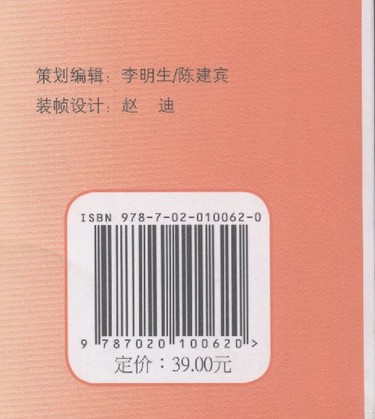 策划编辑：李明生/陈建宾
装帧设计：赵　迪
ISBN 978-7-02-010062-0
9 787020 100620 >
定价：39.00元